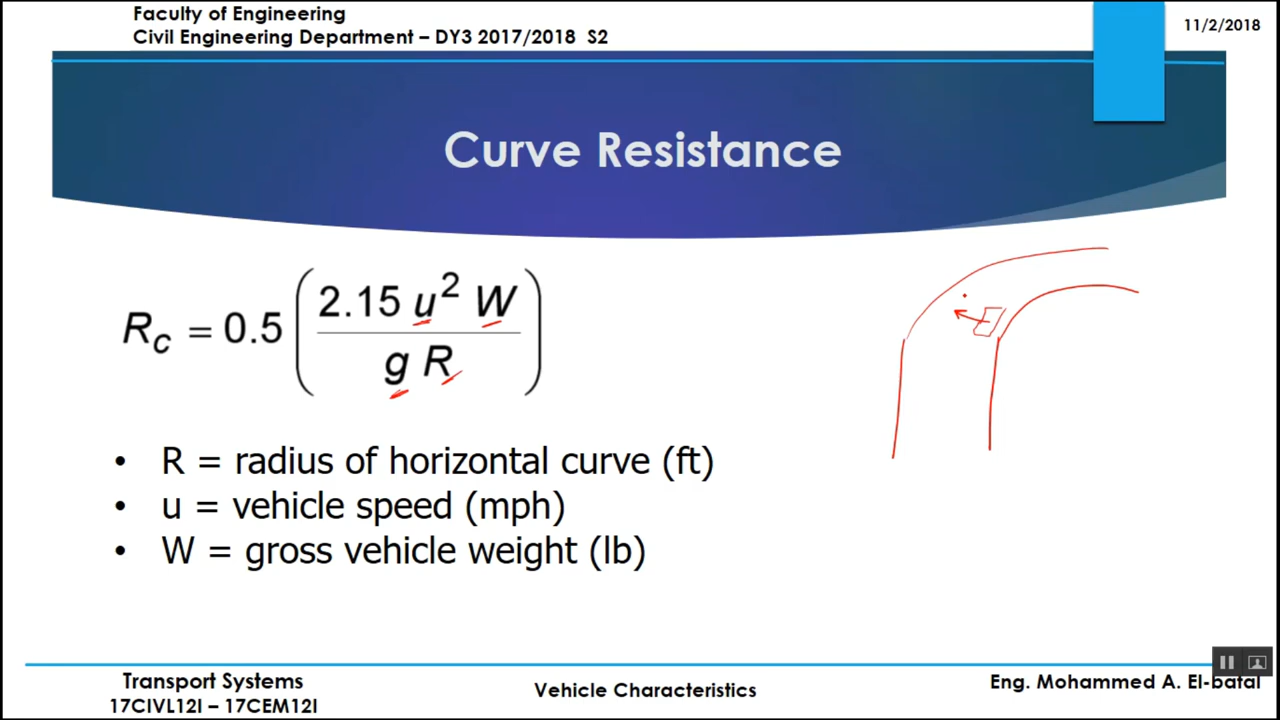 Faculty of Engineering
Civil Engineering Department – DY3 2017/2018 S2
11/2/2018
Curve Resistance
R_c = 0.5 ( 2.15 u² W / g R )
• R = radius of horizontal curve (ft)
• u = vehicle speed (mph)
• W = gross vehicle weight (lb)
Transport Systems
17CIVL12I – 17CEM12I
Vehicle Characteristics
Eng. Mohammed A. El-batal